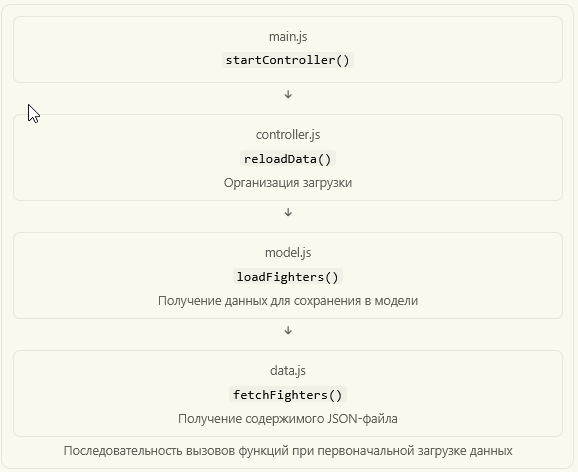 main.js
startController()
↓
controller.js
reloadData()
Организация загрузки
↓
model.js
loadFighters()
Получение данных для сохранения в модели
↓
data.js
fetchFighters()
Получение содержимого JSON-файла
Последовательность вызовов функций при первоначальной загрузке данных